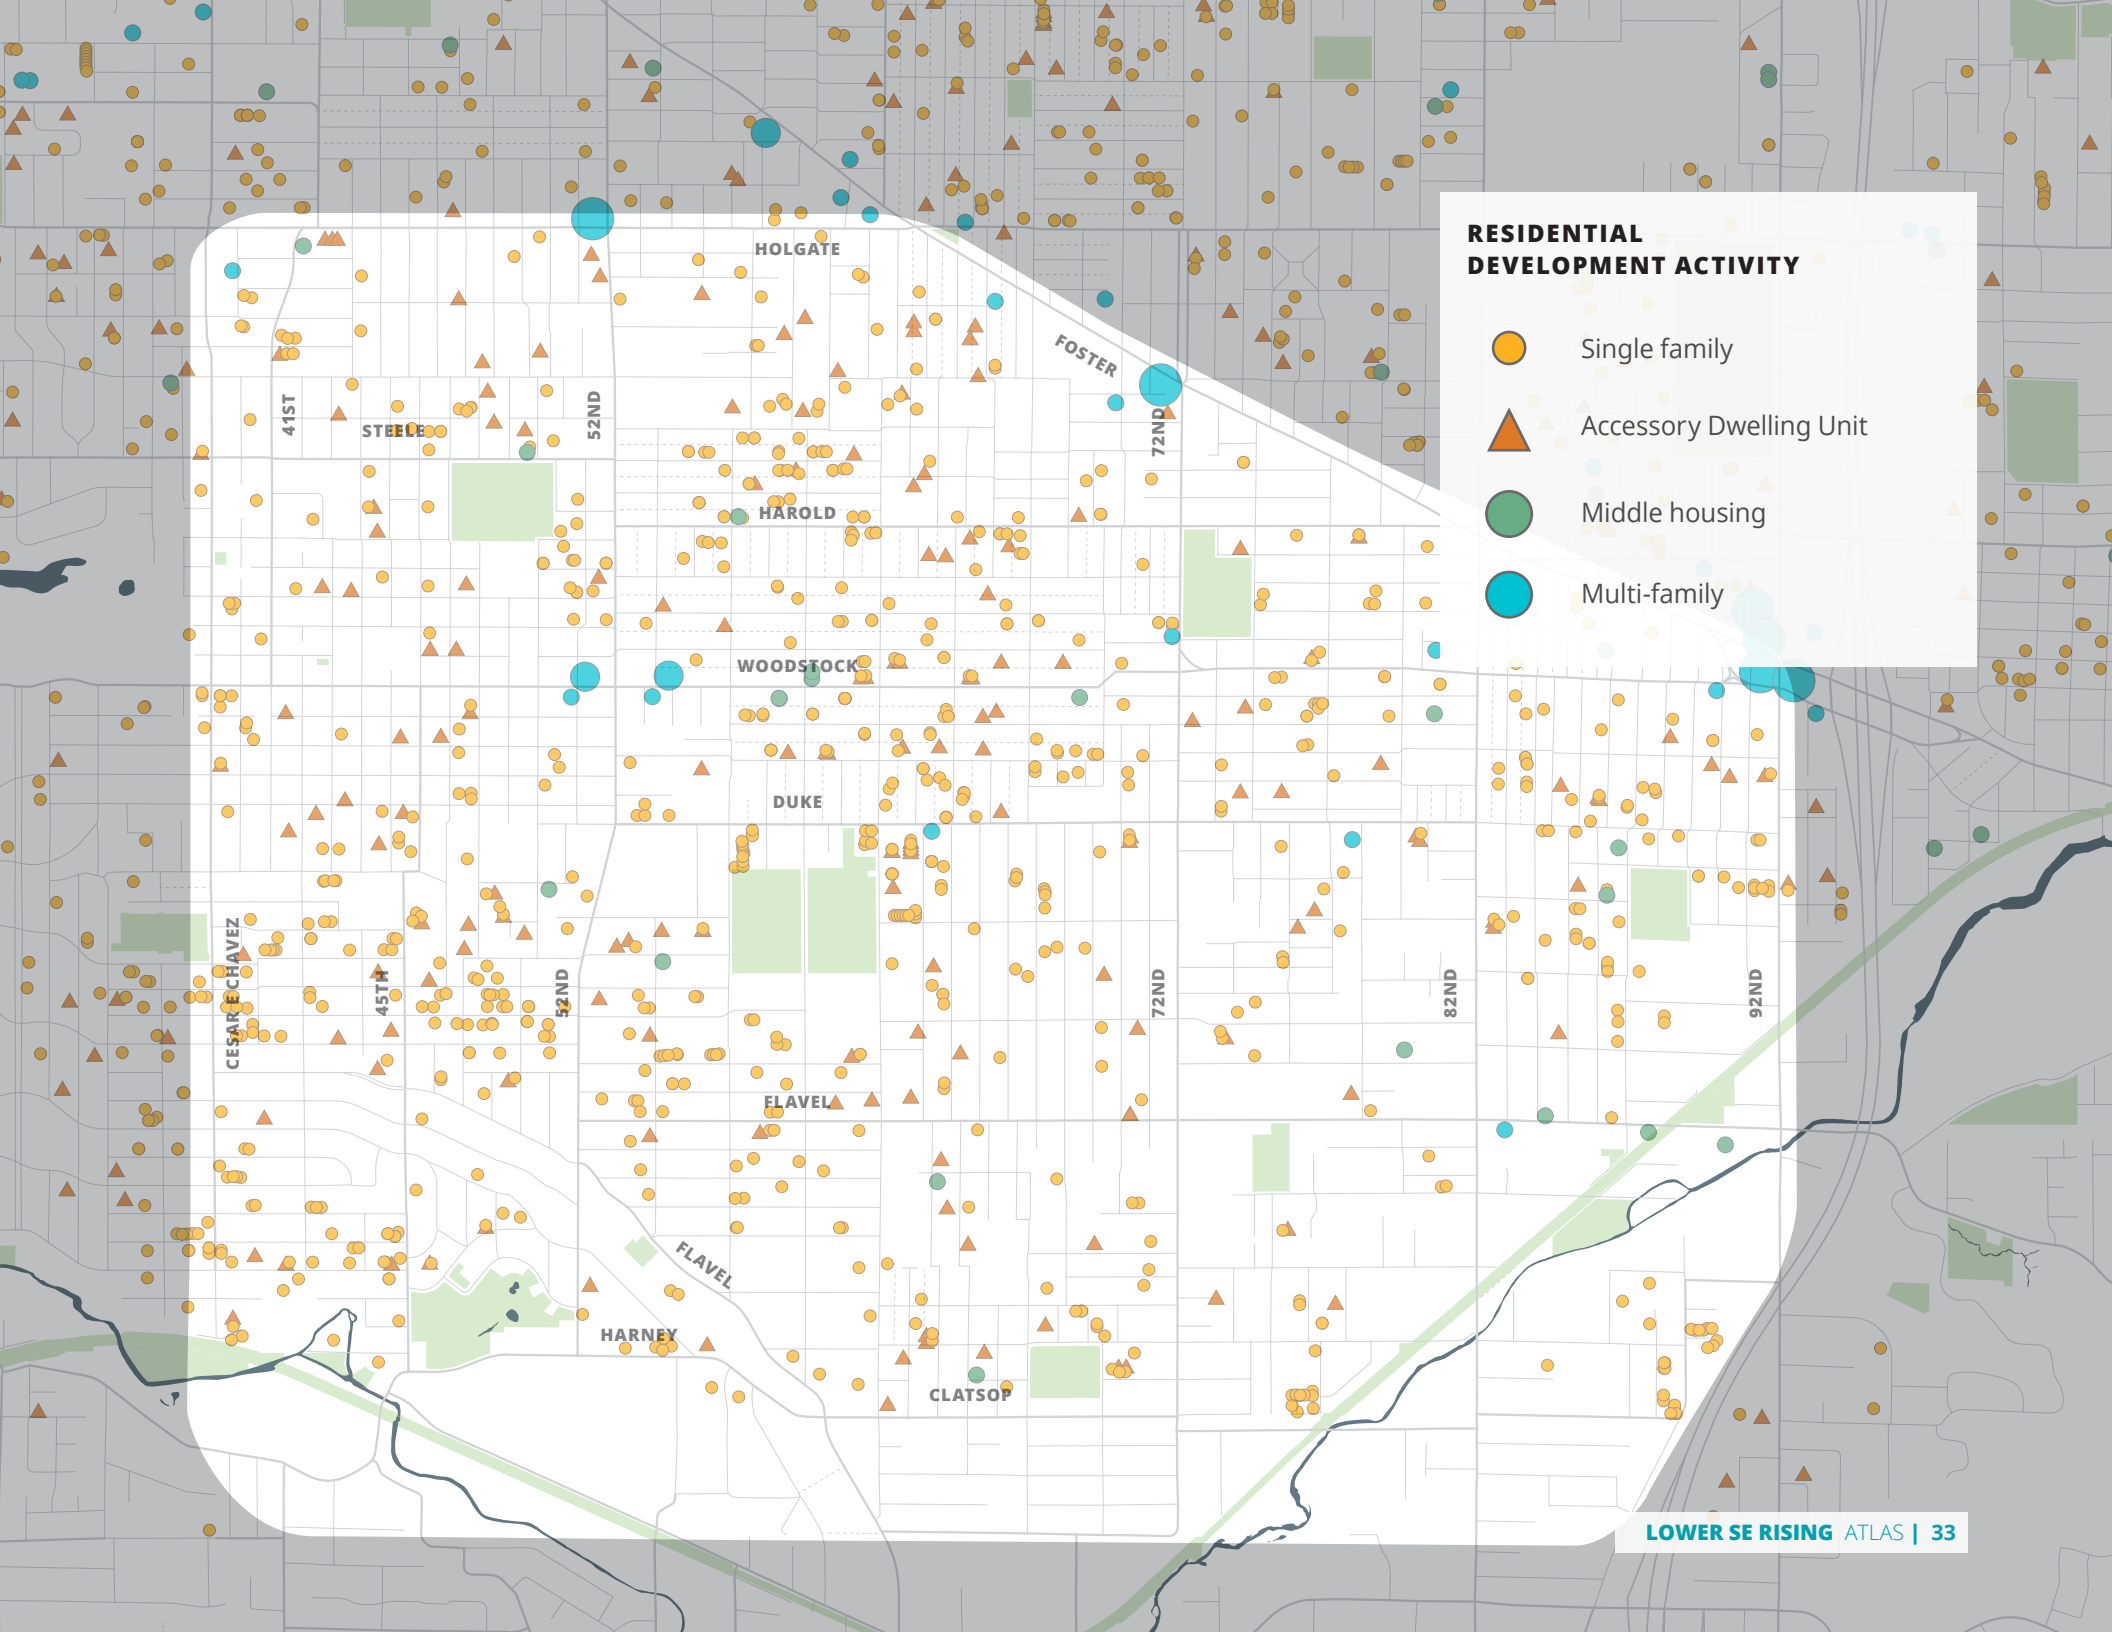 RESIDENTIAL
DEVELOPMENT ACTIVITY
Single family
Accessory Dwelling Unit
Middle housing
Multi-family
HOLGATE
FOSTER
41ST
52ND
72ND
STEELE
HAROLD
WOODSTOCK
DUKE
CESAR E CHAVEZ
45TH
52ND
72ND
82ND
92ND
FLAVEL
FLAVEL
HARNEY
CLATSOP
LOWER SE RISING ATLAS | 33